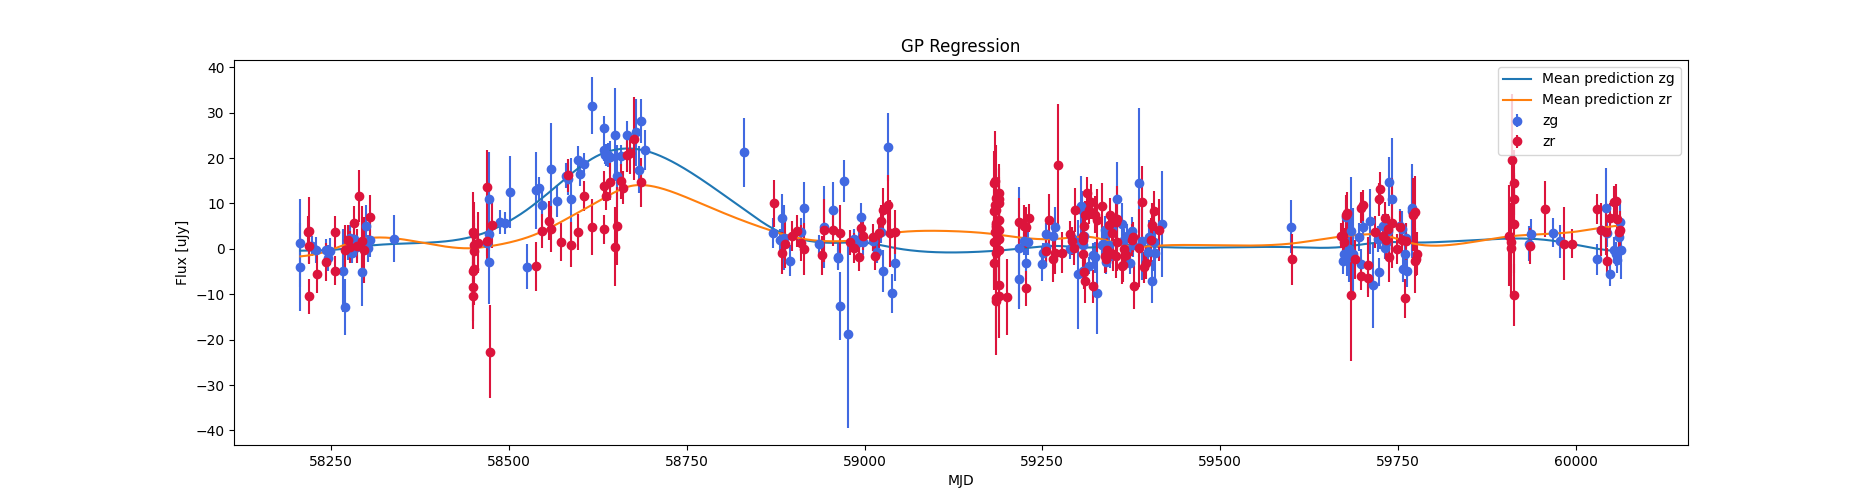 GP Regression
Flux [uJy]
40
30
20
10
0
−10
−20
−30
−40
58250
58500
58750
59000
59250
59500
59750
60000
MJD
Mean prediction zg
Mean prediction zr
zg
zr